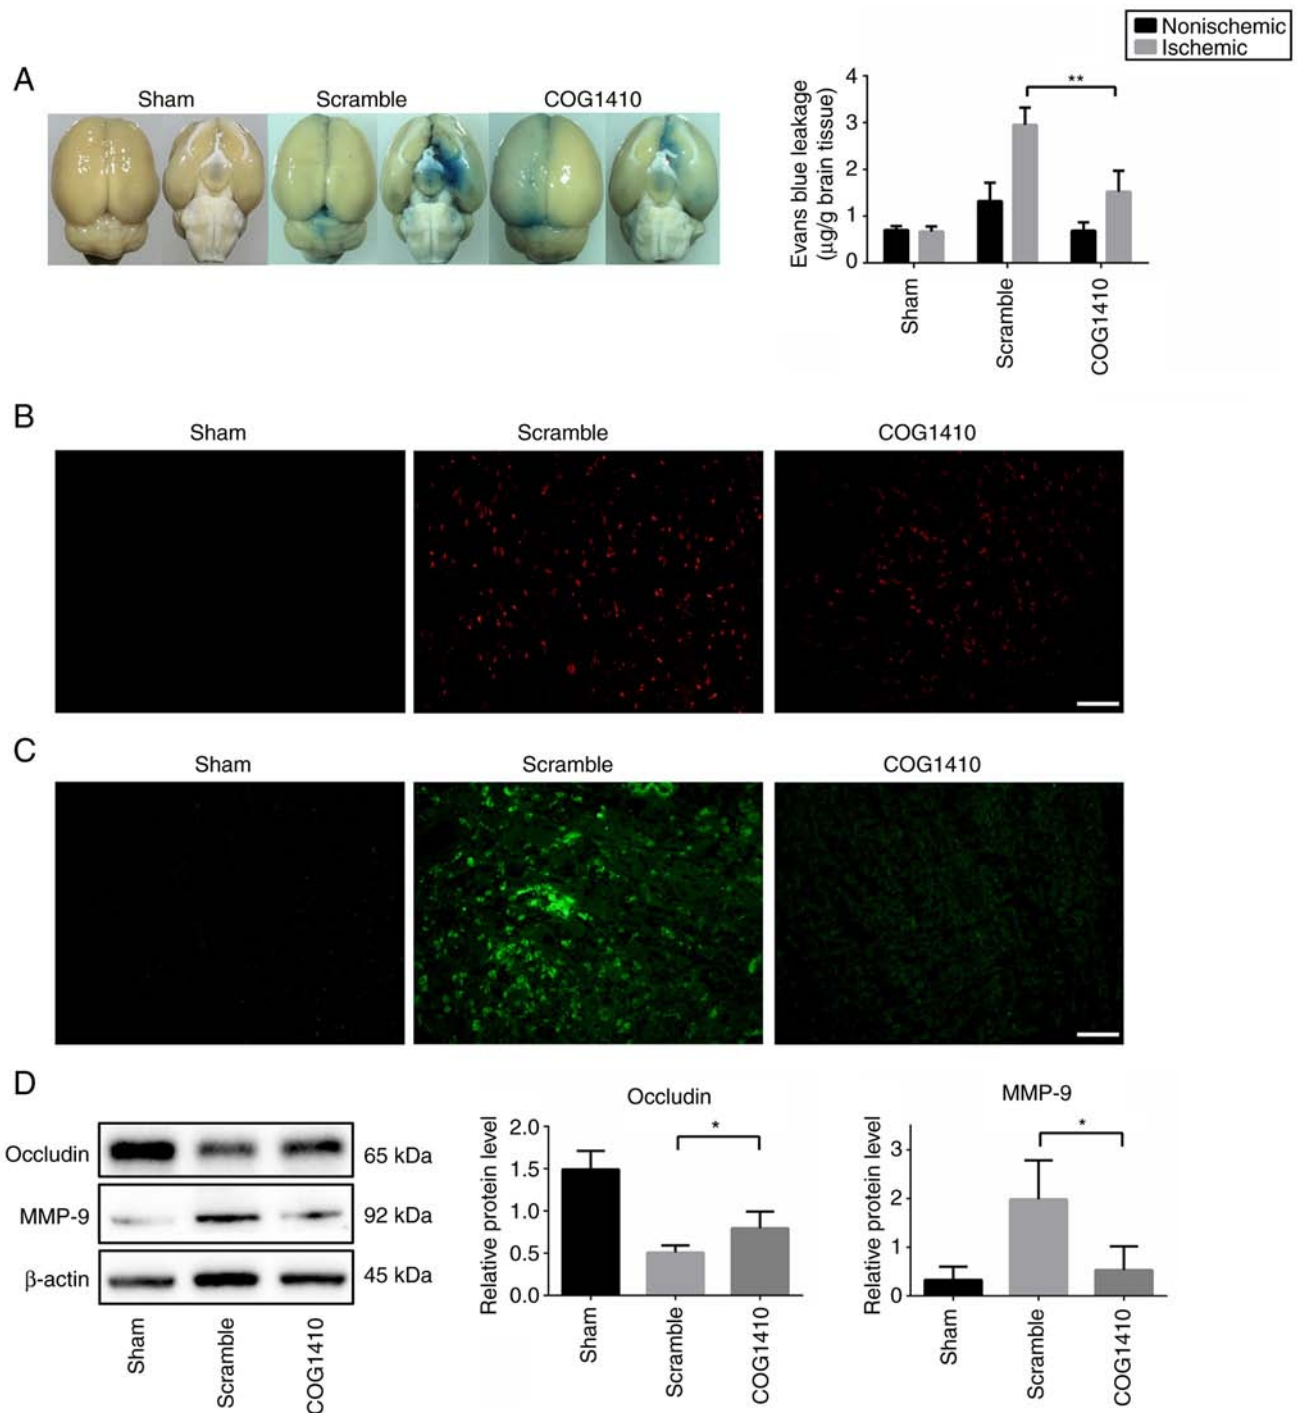 Nonischemic
Ischemic
A
Sham Scramble COG1410
Evans blue leakage
(µg/g brain tissue)
4
3
2
1
0
**
Sham
Scramble
COG1410
B
Sham Scramble COG1410
C
Sham Scramble COG1410
D
Occludin 65 kDa
MMP-9 92 kDa
β-actin 45 kDa
Sham
Scramble
COG1410
Occludin
Relative protein level
2.0
1.5
1.0
0.5
0.0
*
Sham
Scramble
COG1410
MMP-9
Relative protein level
3
2
1
0
*
Sham
Scramble
COG1410